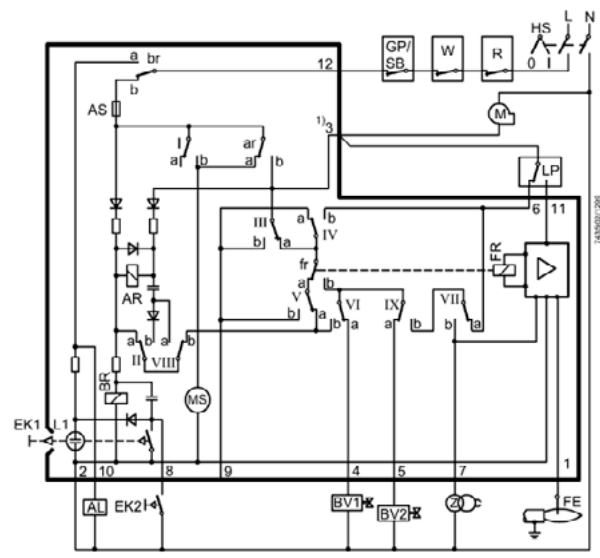 L N
HS
GP/ SB W R
0 I
a br 12
b
AS
M
1) 3
I ar
a b a b
LP
6 11
III a b IV
b a
fr
FR
AR
a
b
V VI IX VII
a b b a a b b a
a b a b
II VIII
BR
MS
EK1 L1
2 10 8 9 4 5 7 1
AL EK2 BV1 BV2 Z FE